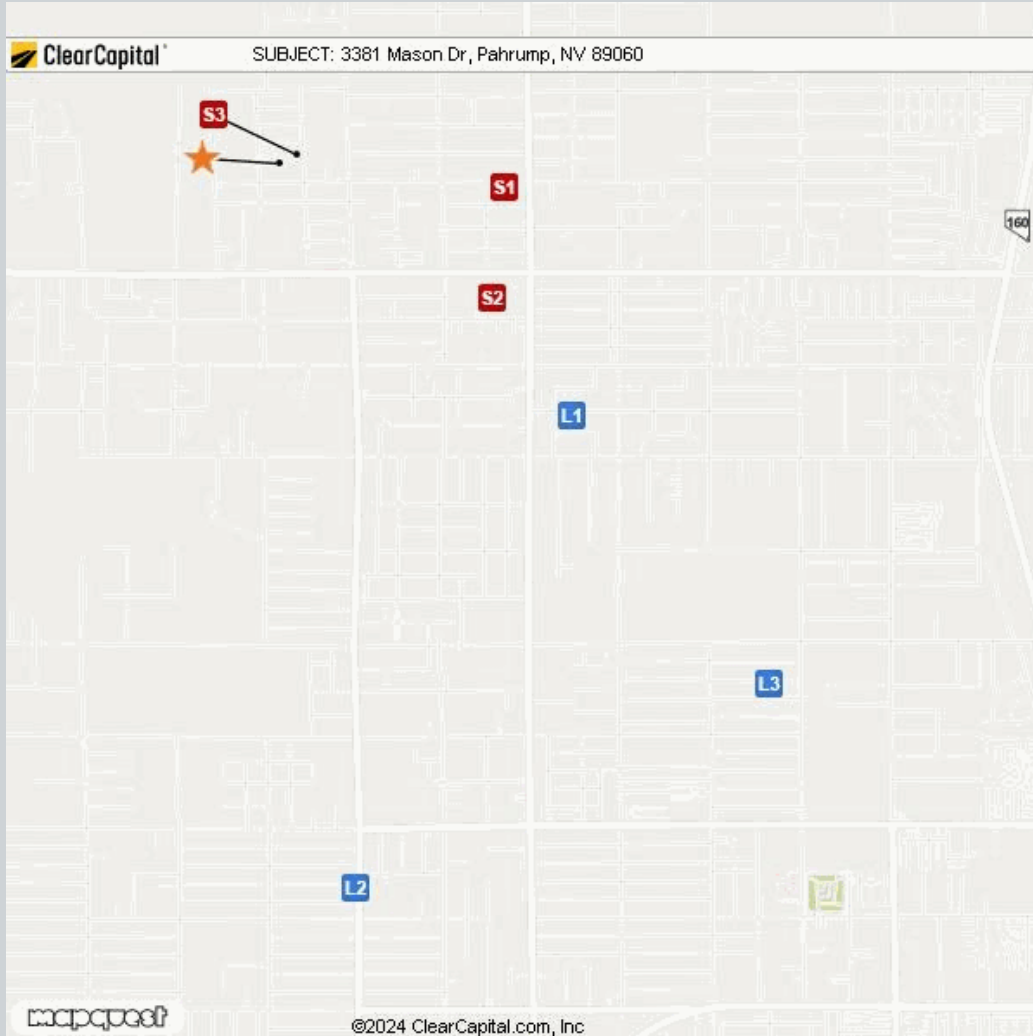 ClearCapital SUBJECT: 3381 Mason Dr, Pahrump, NV 89060
S3
S1
160
S2
L1
L3
L2
mapquest
©2024 ClearCapital.com, Inc